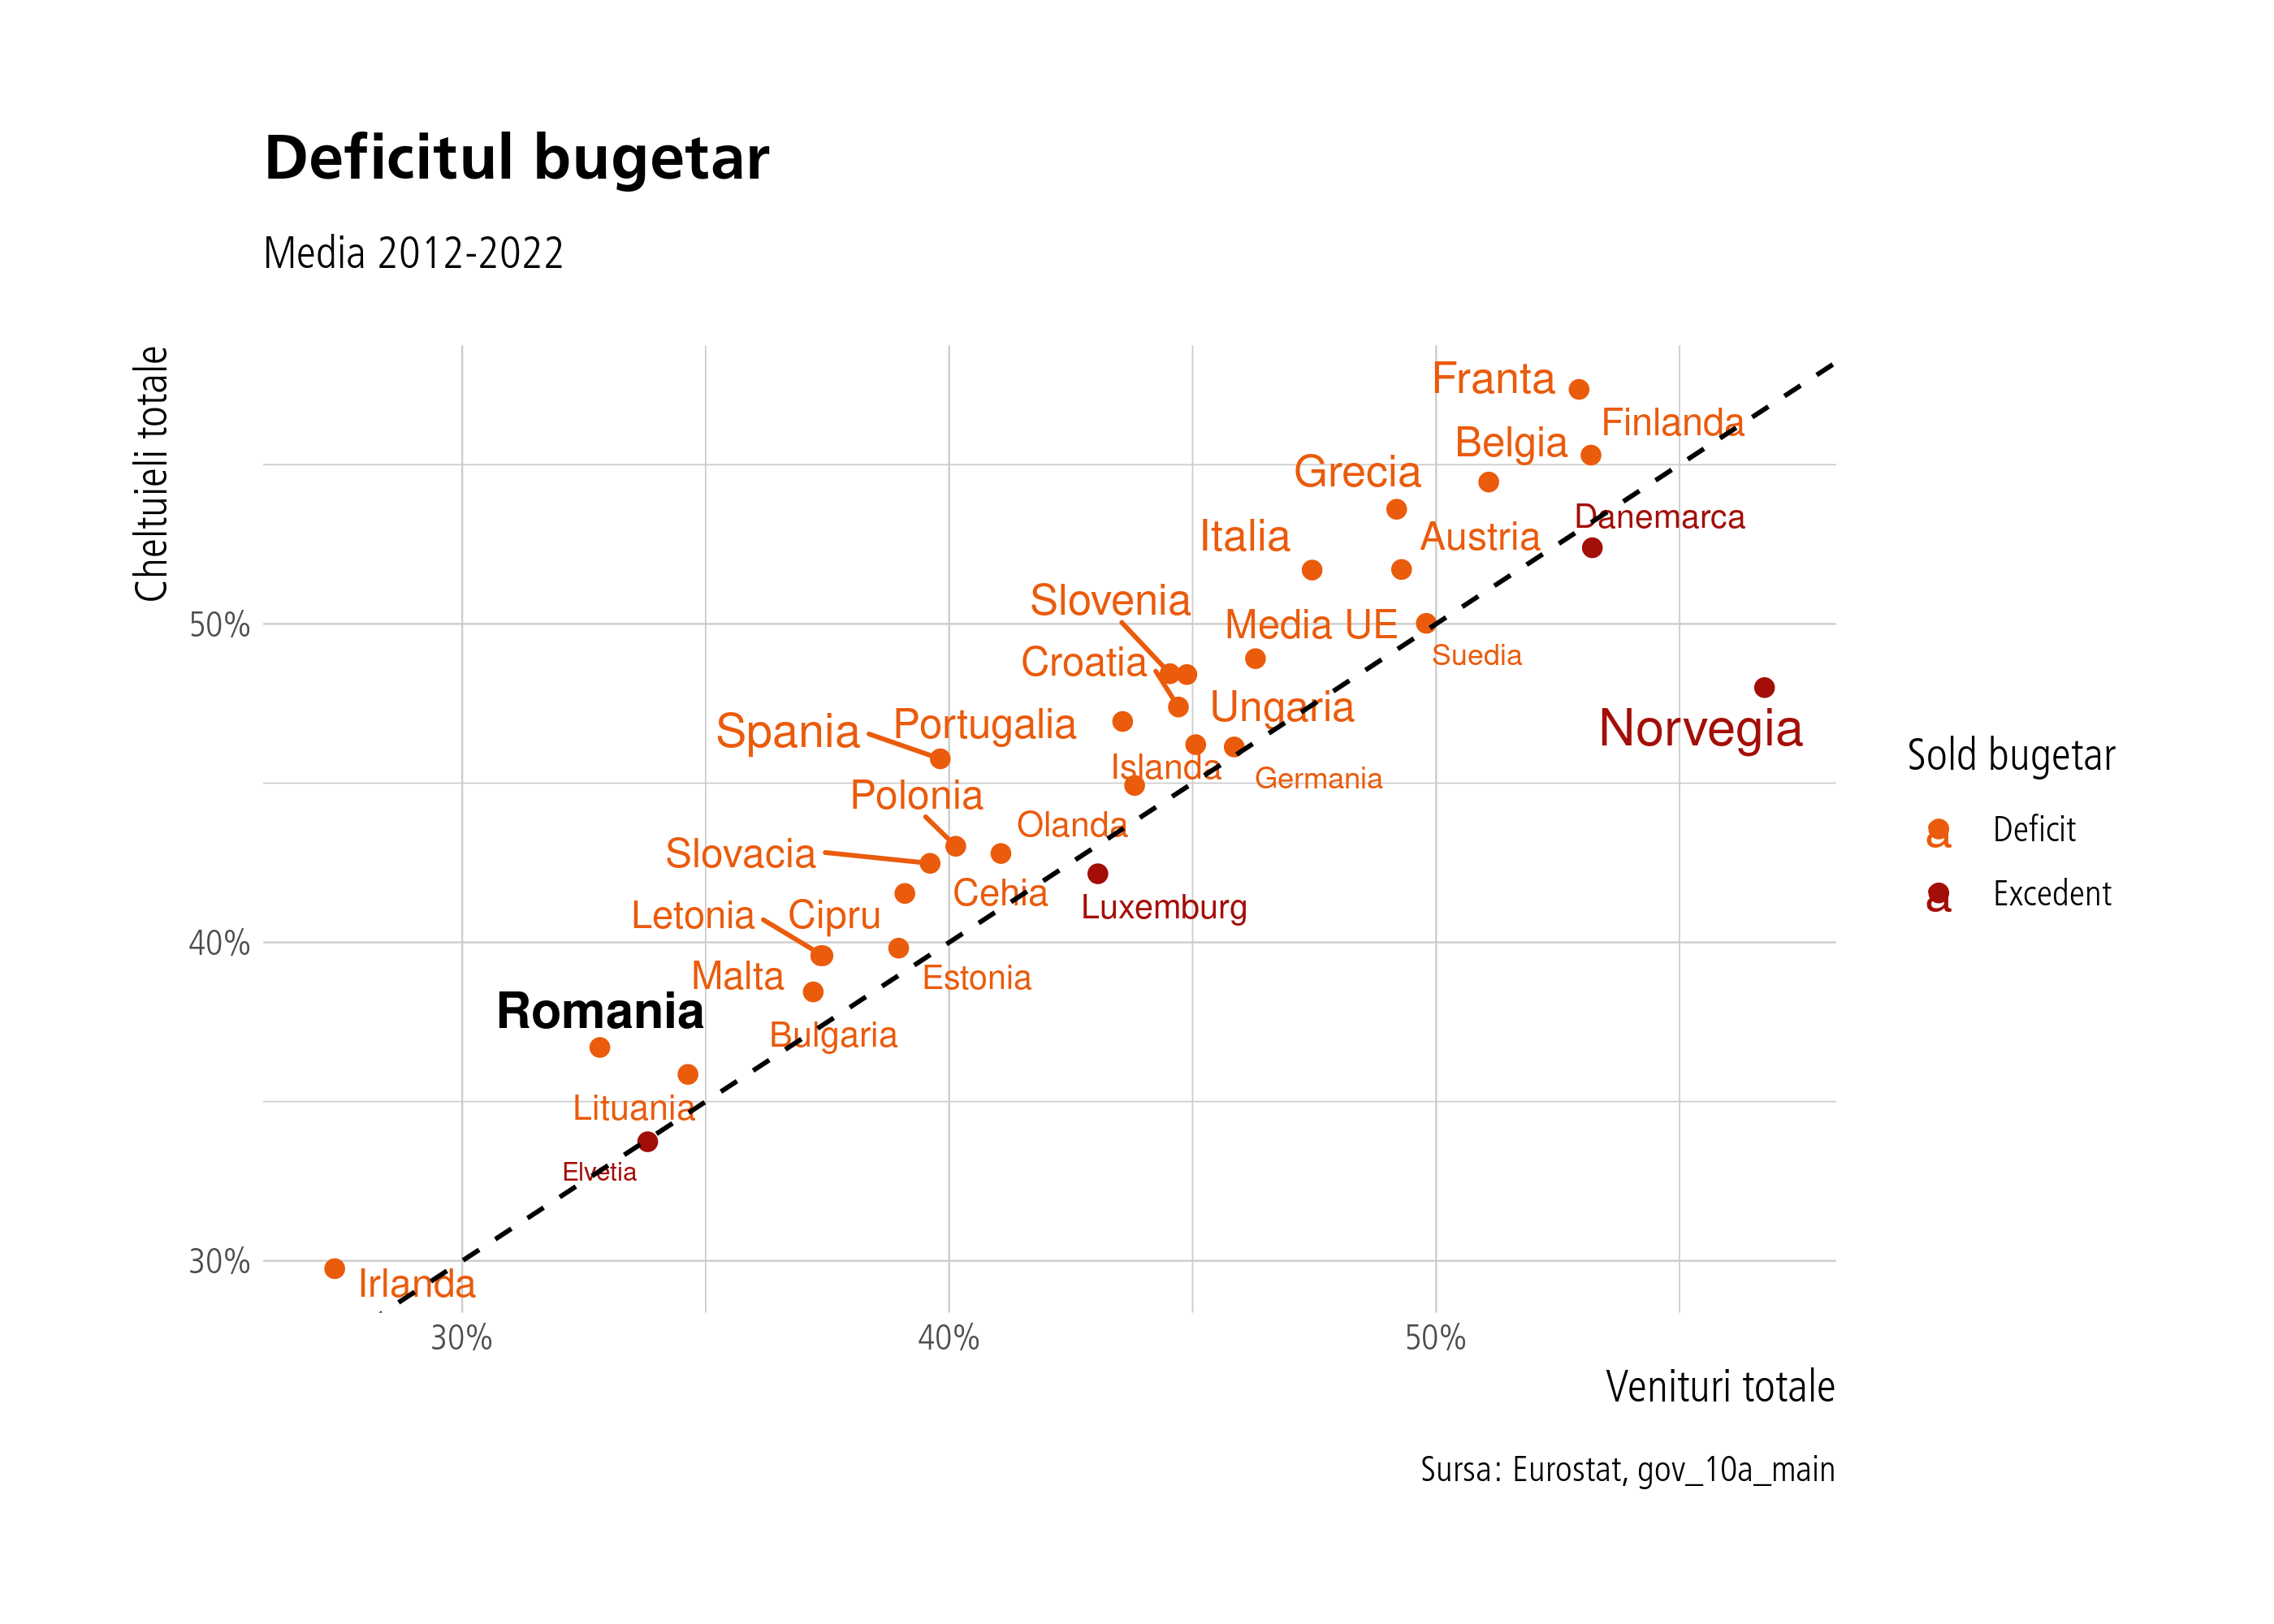 Deficitul bugetar
Media 2012-2022
Cheltuieli totale
50%
40%
30%
Franta
Finlanda
Belgia
Grecia
Danemarca
Italia
Austria
Slovenia
Media UE
Suedia
Croatia
Ungaria
Norvegia
Spania
Portugalia
Islanda
Germania
Polonia
Olanda
Slovacia
Cehia
Luxemburg
Letonia
Cipru
Malta
Estonia
Romania
Bulgaria
Lituania
Elvetia
Irlanda
30%
40%
50%
Venituri totale
Sold bugetar
a Deficit
a Excedent
Sursa: Eurostat, gov_10a_main